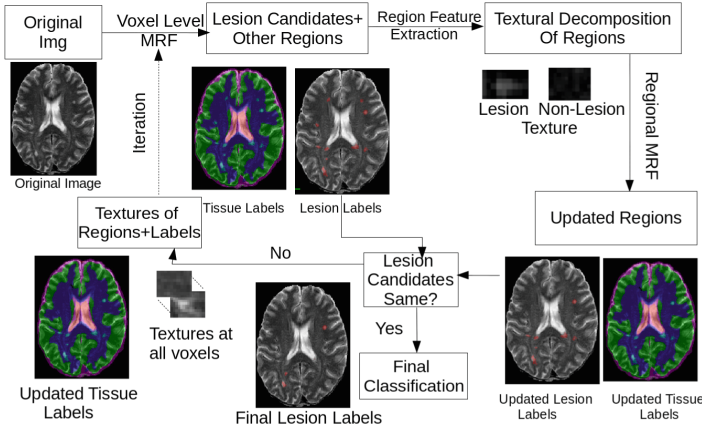 Original
Img
Voxel Level
MRF
Lesion Candidates+
Other Regions
Region Feature
Extraction
Textural Decomposition
Of Regions
Original Image
Iteration
Tissue Labels
Lesion Labels
Lesion
Non-Lesion
Texture
Regional MRF
Textures of
Regions+Labels
Updated Regions
No
Lesion
Candidates
Same?
Yes
Textures at
all voxels
Final
Classification
Updated Tissue
Labels
Final Lesion Labels
Updated Lesion
Labels
Updated Tissue
Labels